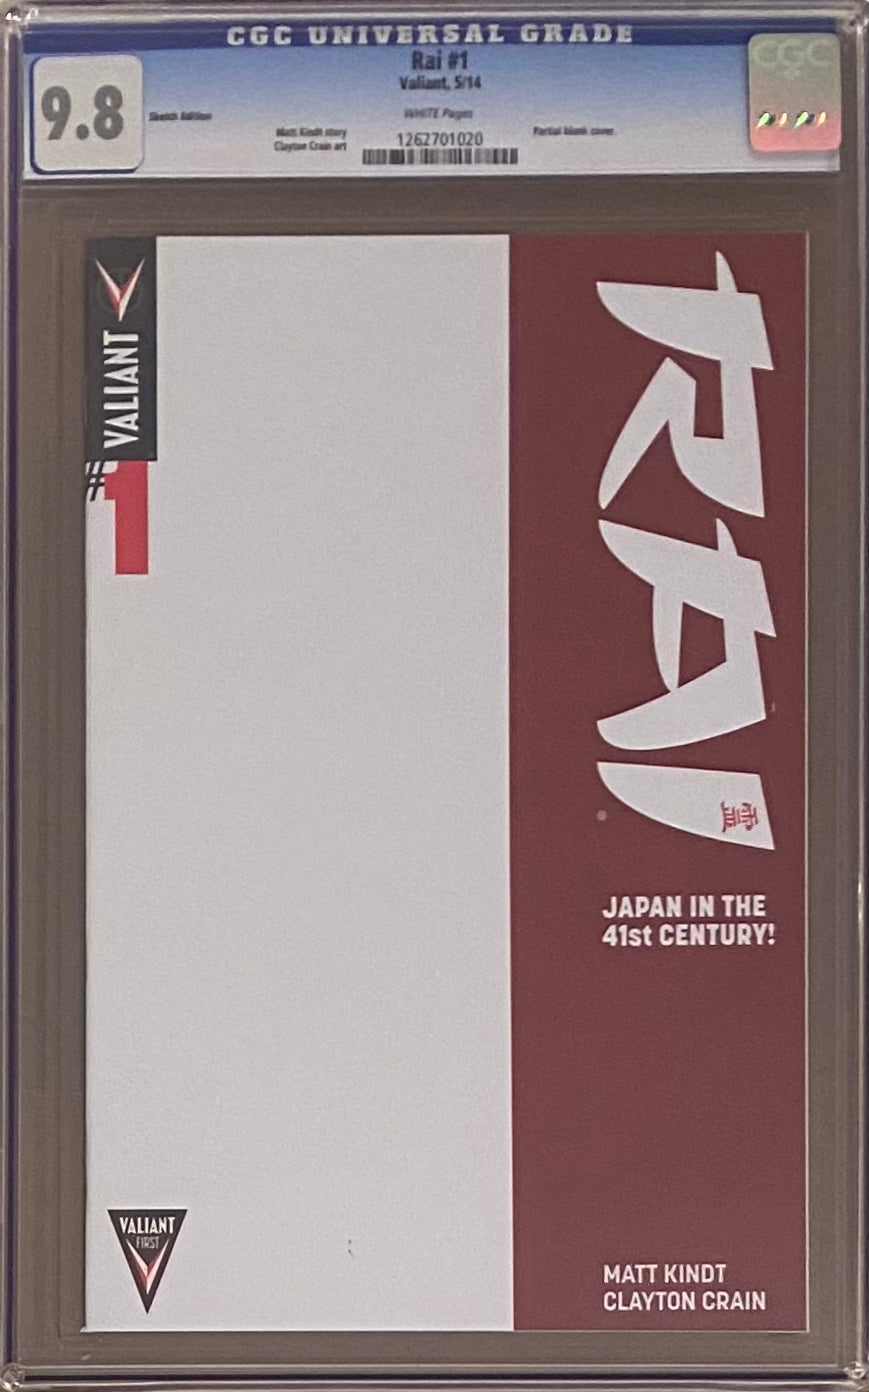 CGC UNIVERSAL GRADE
Rai #1
Valiant, 5/14
9.8
CGC
Sketch Edition
WHITE Pages
Matt Kindt story
Clayton Crain art
1262701020
Partial blank cover.
VALIANT
#1
RAI
JAPAN IN THE
41st CENTURY!
VALIANT
FIRST
MATT KINDT
CLAYTON CRAIN